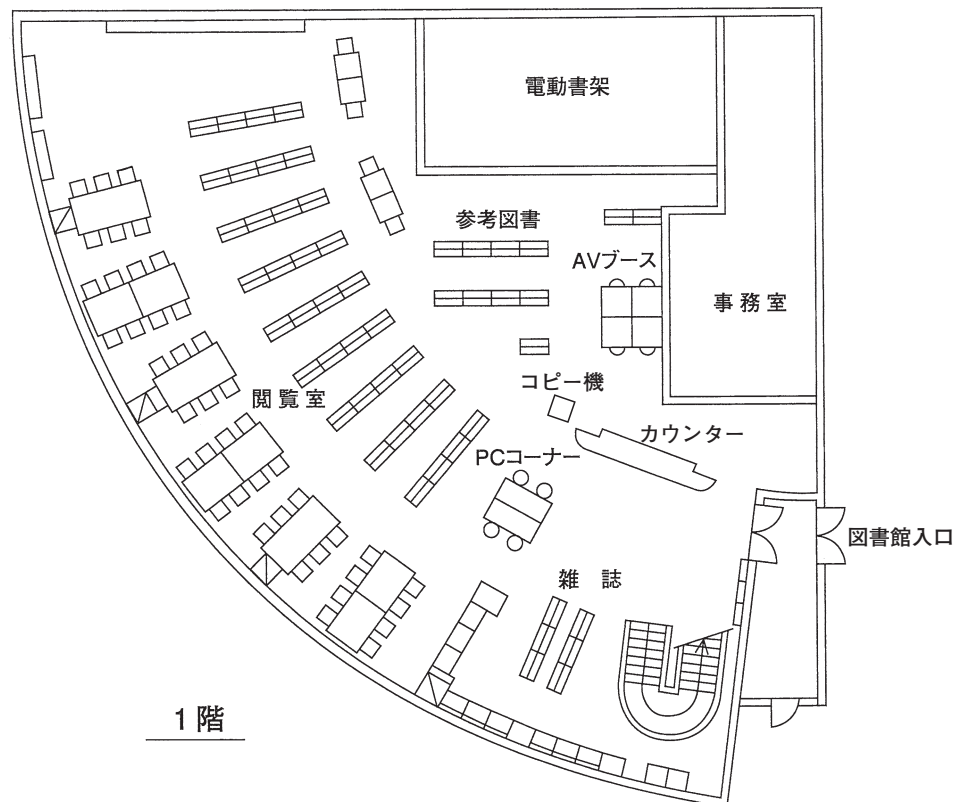 電動書架
参考図書
AVブース
事務室
コピー機
閲覧室
カウンター
PCコーナー
図書館入口
雑 誌
1階